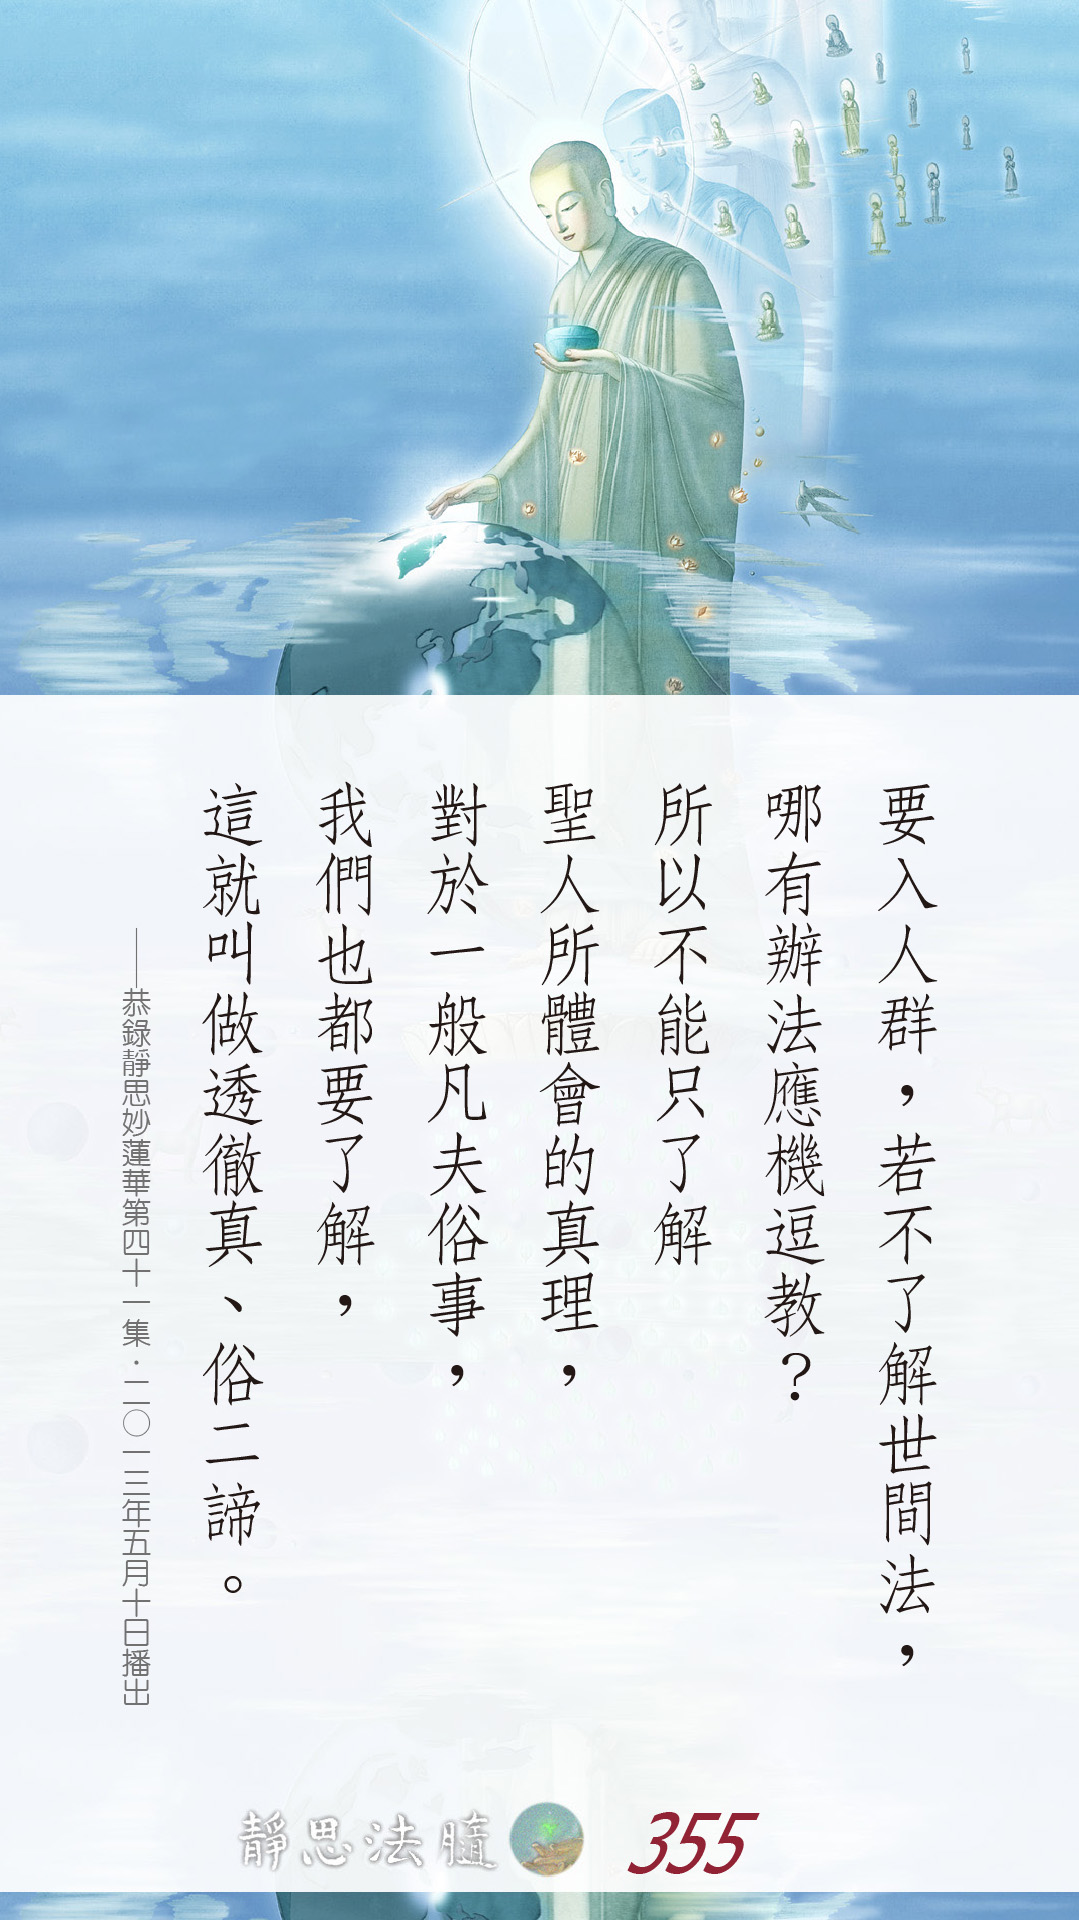 要入人群，若不了解世間法，
哪有辦法應機逗教？
所以不能只了解
聖人所體會的真理，
對於一般凡夫俗事，
我們也都要了解，
這就叫做透徹真、俗二諦。
——恭錄靜思妙蓮華第四十一集·二〇一三年五月十日播出
靜思法髓 355